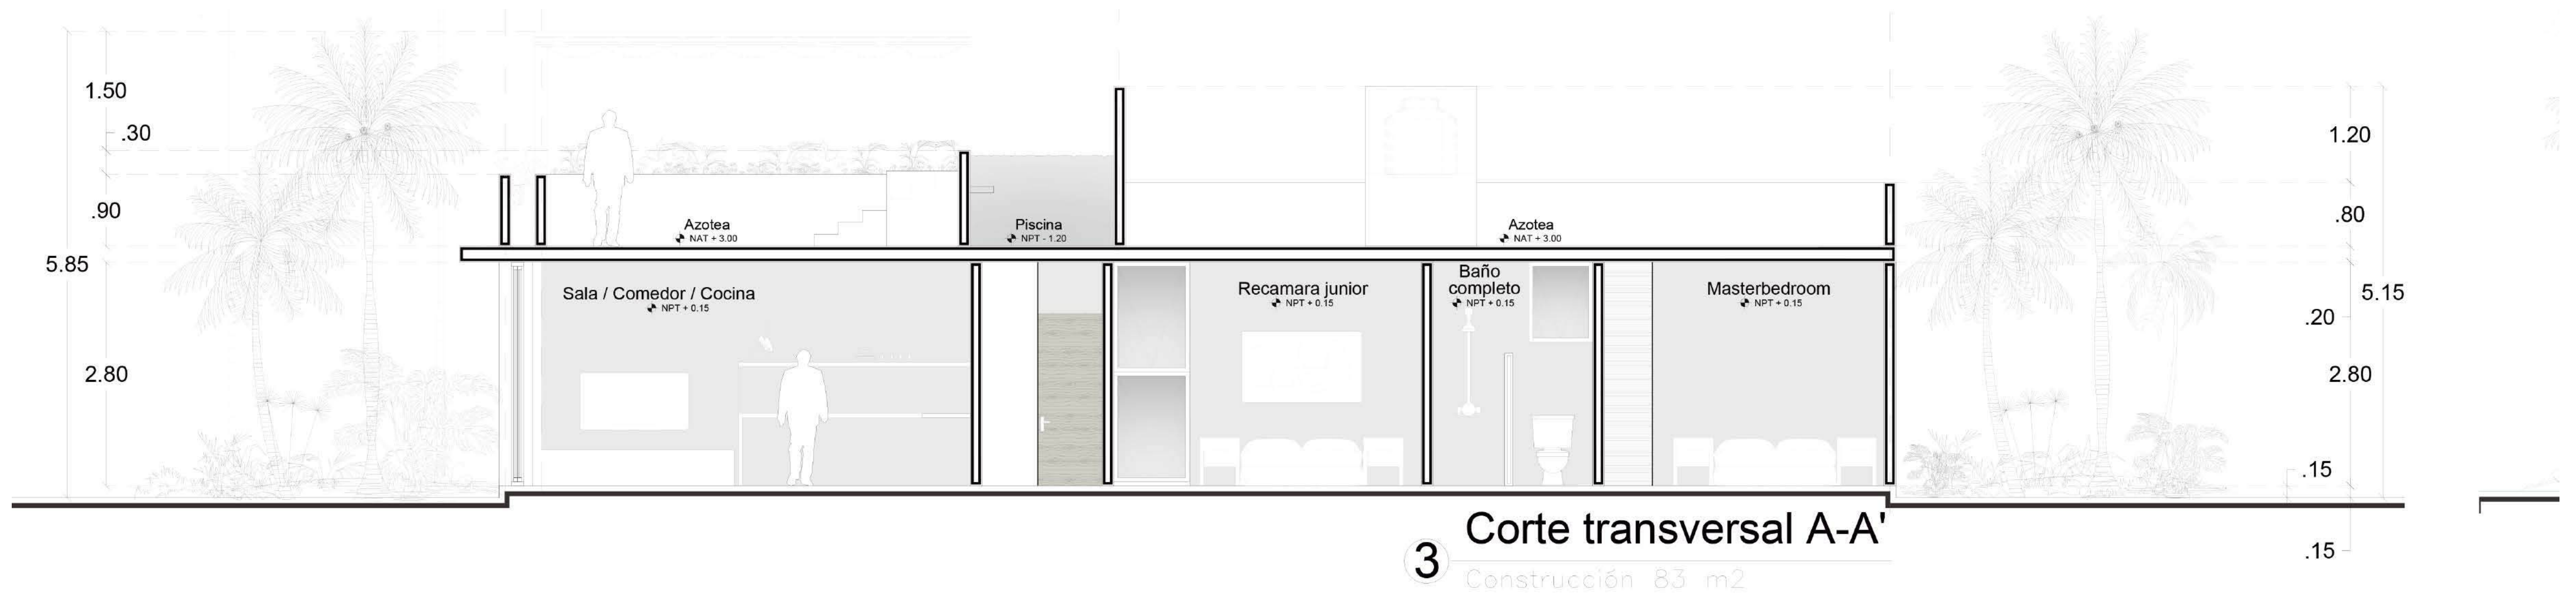 1.50
.30
.90
5.85
2.80
Azotea
NAT + 3.00
Piscina
NPT - 1.20
Azotea
NAT + 3.00
Sala / Comedor / Cocina
NPT + 0.15
Recamara junior
NPT + 0.15
Baño
completo
NPT + 0.15
Masterbedroom
NPT + 0.15
1.20
.80
5.15
.20
2.80
.15
.15
3
Corte transversal A-A'
Construcción 83 m2